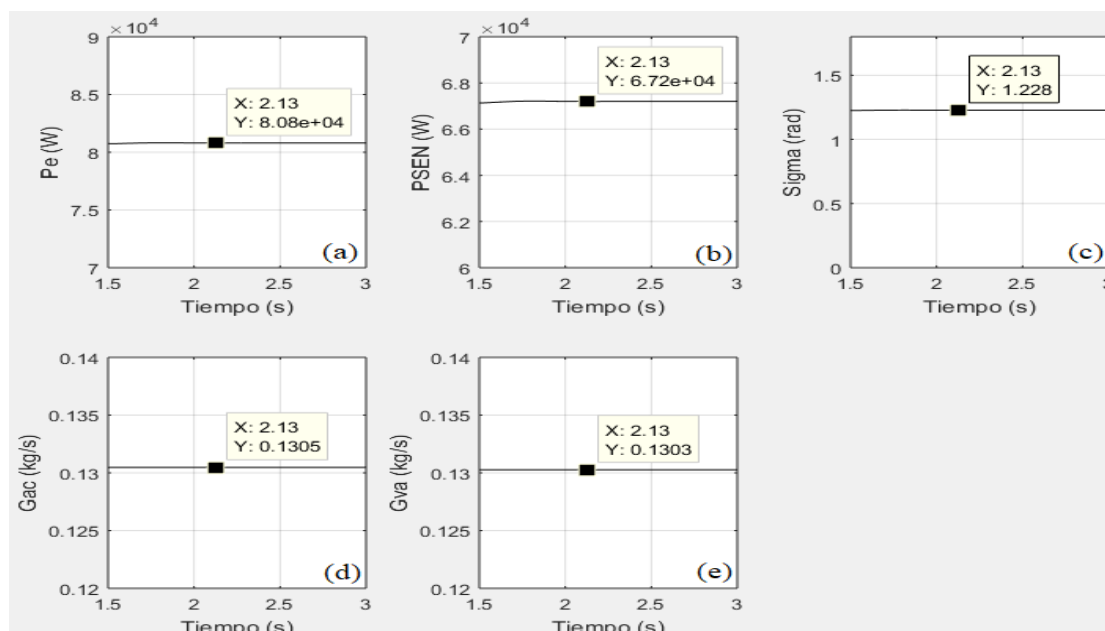 × 10⁴
9
8.5
8
7.5
7
Pe (W)
X: 2.13
Y: 8.08e+04
(a)
1.5
2
2.5
3
Tiempo (s)
× 10⁴
7
6.8
6.6
6.4
6.2
6
PSEN (W)
X: 2.13
Y: 6.72e+04
(b)
1.5
2
2.5
3
Tiempo (s)
1.5
1
0.5
0
Sigma (rad)
X: 2.13
Y: 1.228
(c)
1.5
2
2.5
3
Tiempo (s)
0.14
0.135
0.13
0.125
0.12
Gac (kg/s)
X: 2.13
Y: 0.1305
(d)
1.5
2
2.5
3
Tiempo (s)
0.14
0.135
0.13
0.125
0.12
Gva (kg/s)
X: 2.13
Y: 0.1303
(e)
1.5
2
2.5
3
Tiempo (s)